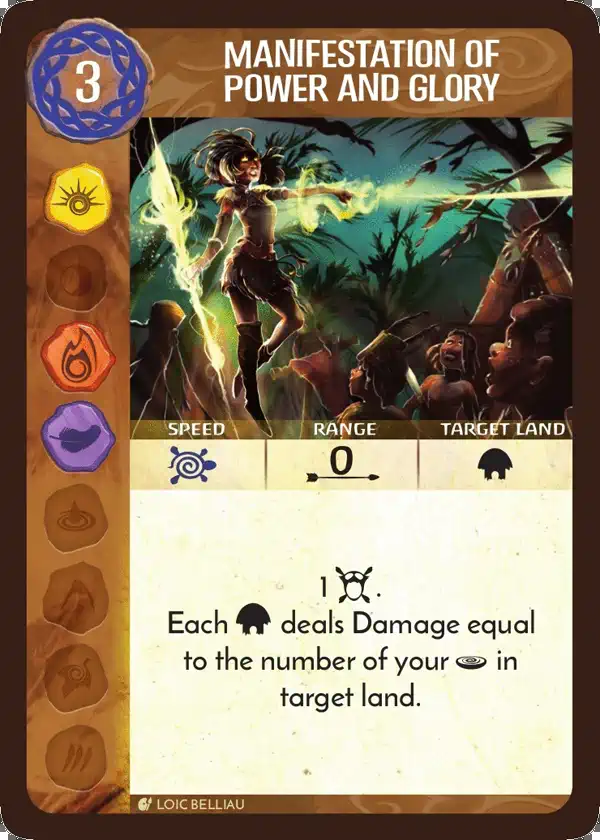 3
MANIFESTATION OF
POWER AND GLORY
SPEED RANGE TARGET LAND
0
1 .
Each deals Damage equal
to the number of your in
target land.
LOIC BELLIAU